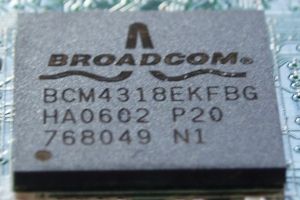 BROADCOM®
BCM4318EKFBG
HA0602 P20
768049 N1